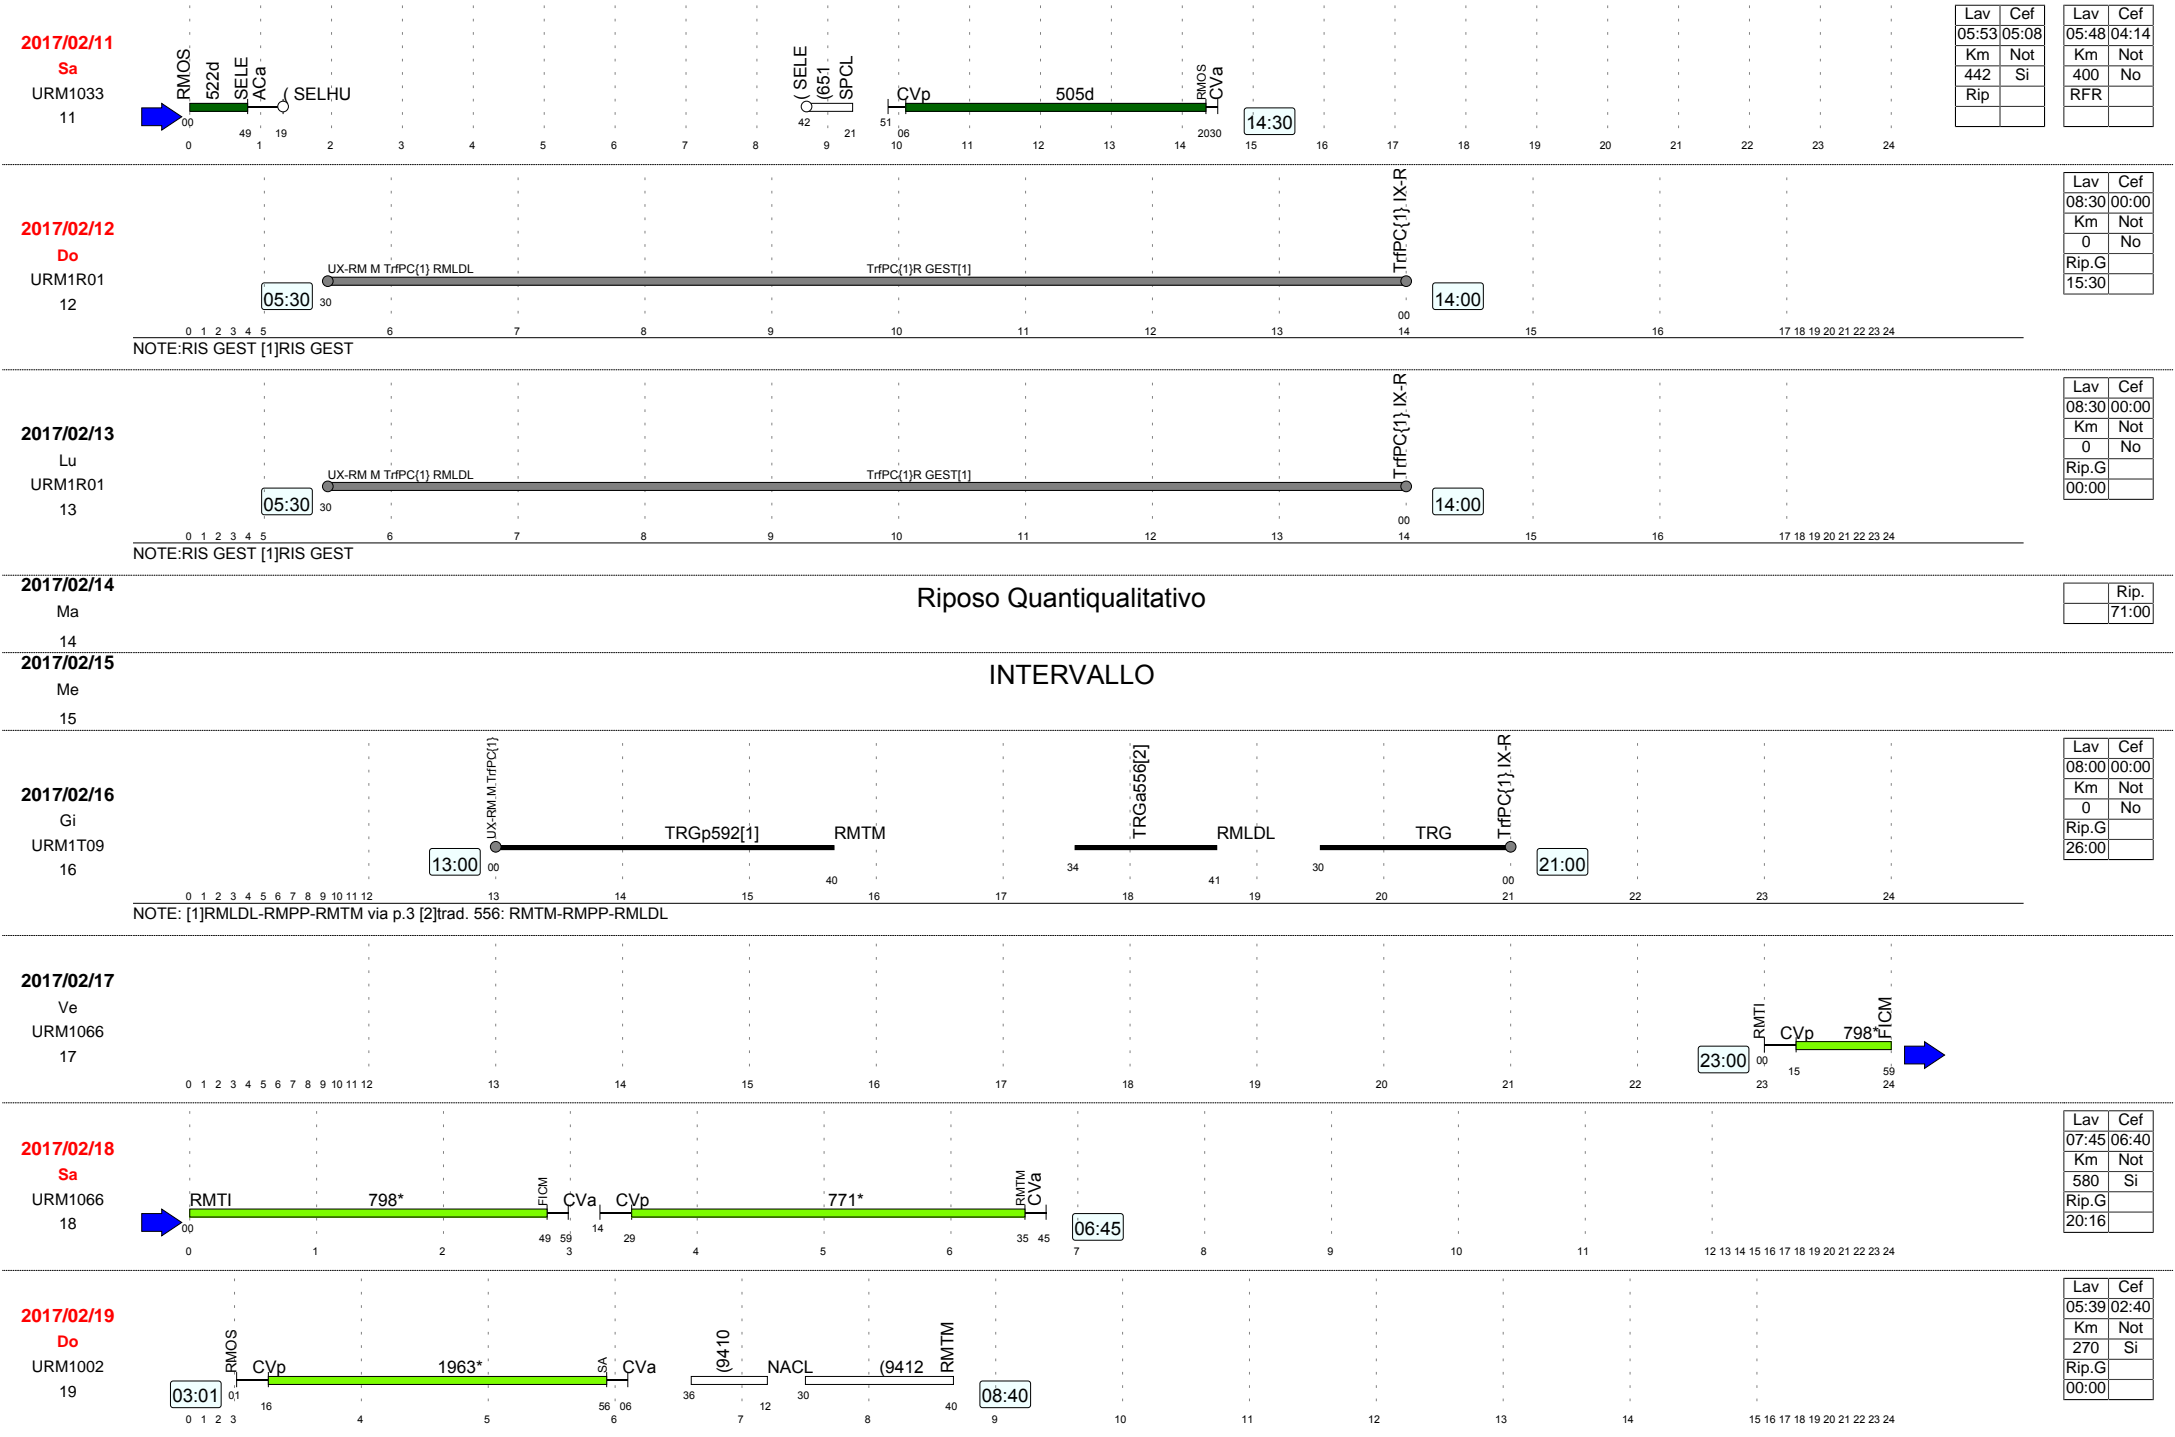 2017/02/11
Sa
URM1033
11
RMOS 522d SELE ACa ( SELHU ( SELE (651 SPCL CVp 505d RMOS CVa
00 49 19 42 21 51 06 2030 14:30
0 1 2 3 4 5 6 7 8 9 10 11 12 13 14 15 16 17 18 19 20 21 22 23 24
Lav Cef
05:53 05:08
Km Not
442 Si
Rip
Lav Cef
05:48 04:14
Km Not
400 No
RFR
2017/02/12
Do
URM1R01
12
UX-RM M TrfPC{1} RMLDL TrfPC{1}R GEST[1] TrfPC{1} IX-R
05:30 30 00 14:00
0 1 2 3 4 5 6 7 8 9 10 11 12 13 14 15 16 17 18 19 20 21 22 23 24
NOTE:RIS GEST [1]RIS GEST
Lav Cef
08:30 00:00
Km Not
0 No
Rip.G
15:30
2017/02/13
Lu
URM1R01
13
UX-RM M TrfPC{1} RMLDL TrfPC{1}R GEST[1] TrfPC{1} IX-R
05:30 30 00 14:00
0 1 2 3 4 5 6 7 8 9 10 11 12 13 14 15 16 17 18 19 20 21 22 23 24
NOTE:RIS GEST [1]RIS GEST
Lav Cef
08:30 00:00
Km Not
0 No
Rip.G
00:00
2017/02/14
Ma
14
Riposo Quantiqualitativo
Rip.
71:00
2017/02/15
Me
15
INTERVALLO
2017/02/16
Gi
URM1T09
16
UX-RM.M.TrfPC{1} TRGp592[1] RMTM TRGa556[2] RMLDL TRG TrfPC{1} IX-R
13:00 00 40 34 41 30 00 21:00
0 1 2 3 4 5 6 7 8 9 10 11 12 13 14 15 16 17 18 19 20 21 22 23 24
NOTE: [1]RMLDL-RMPP-RMTM via p.3 [2]trad. 556: RMTM-RMPP-RMLDL
Lav Cef
08:00 00:00
Km Not
0 No
Rip.G
26:00
2017/02/17
Ve
URM1066
17
RMTI CVp 798* FICM
23:00 00 15 59
0 1 2 3 4 5 6 7 8 9 10 11 12 13 14 15 16 17 18 19 20 21 22 23 24
2017/02/18
Sa
URM1066
18
RMTI 798* FICM CVa CVp 771* RMTM CVa
00 49 59 14 29 35 45 06:45
0 1 2 3 4 5 6 7 8 9 10 11 12 13 14 15 16 17 18 19 20 21 22 23 24
Lav Cef
07:45 06:40
Km Not
580 Si
Rip.G
20:16
2017/02/19
Do
URM1002
19
RMOS CVp 1963* SA CVa (9410 NACL (9412 RMTM
03:01 01 16 56 06 36 12 30 40 08:40
0 1 2 3 4 5 6 7 8 9 10 11 12 13 14 15 16 17 18 19 20 21 22 23 24
Lav Cef
05:39 02:40
Km Not
270 Si
Rip.G
00:00